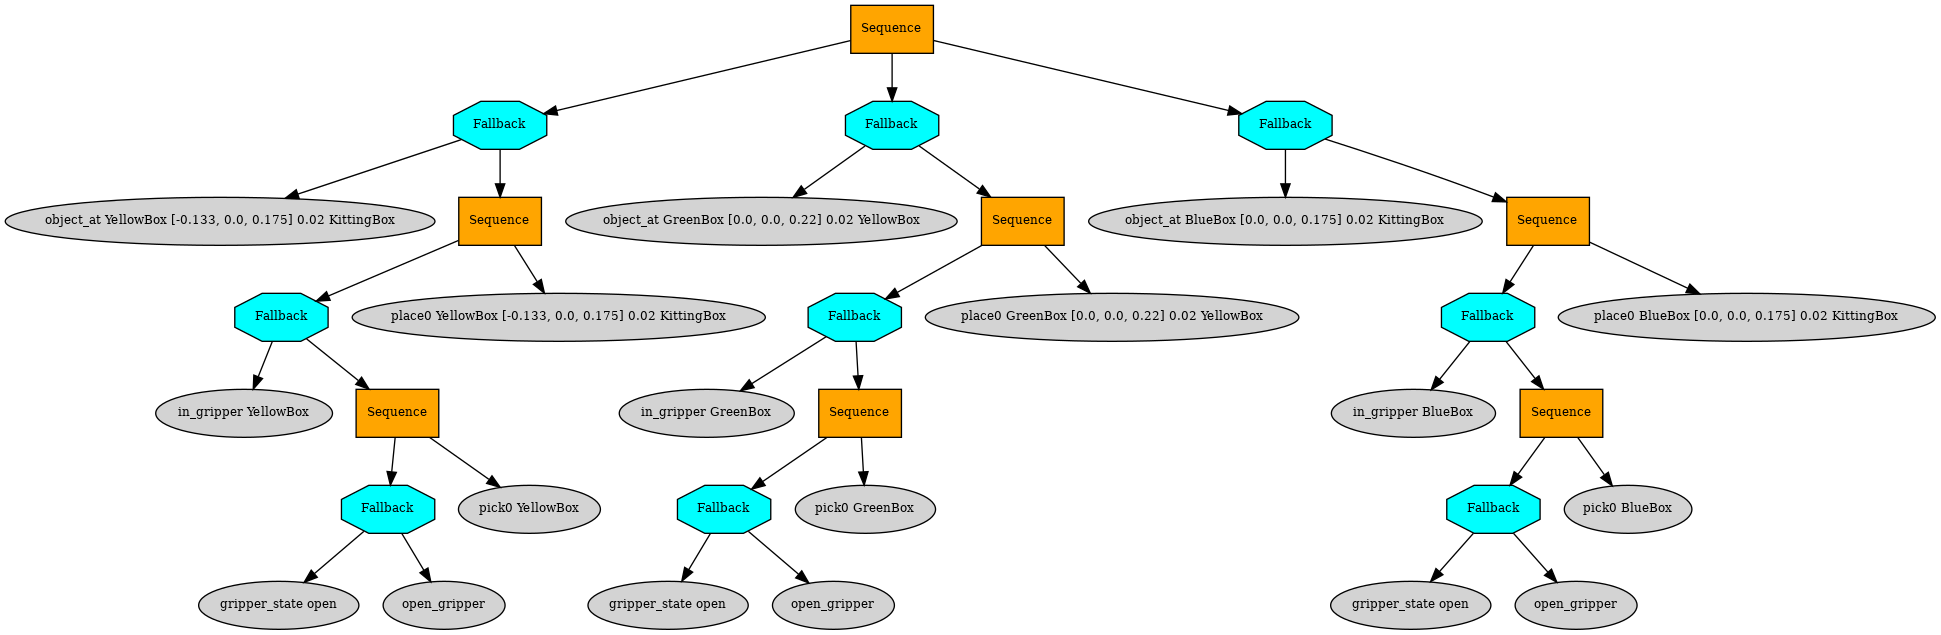 Sequence
Fallback
Fallback
Fallback
object_at YellowBox [-0.133, 0.0, 0.175] 0.02 KittingBox
Sequence
object_at GreenBox [0.0, 0.0, 0.22] 0.02 YellowBox
Sequence
object_at BlueBox [0.0, 0.0, 0.175] 0.02 KittingBox
Sequence
Fallback
place0 YellowBox [-0.133, 0.0, 0.175] 0.02 KittingBox
Fallback
place0 GreenBox [0.0, 0.0, 0.22] 0.02 YellowBox
Fallback
place0 BlueBox [0.0, 0.0, 0.175] 0.02 KittingBox
in_gripper YellowBox
Sequence
in_gripper GreenBox
Sequence
in_gripper BlueBox
Sequence
Fallback
pick0 YellowBox
Fallback
pick0 GreenBox
Fallback
pick0 BlueBox
gripper_state open
open_gripper
gripper_state open
open_gripper
gripper_state open
open_gripper